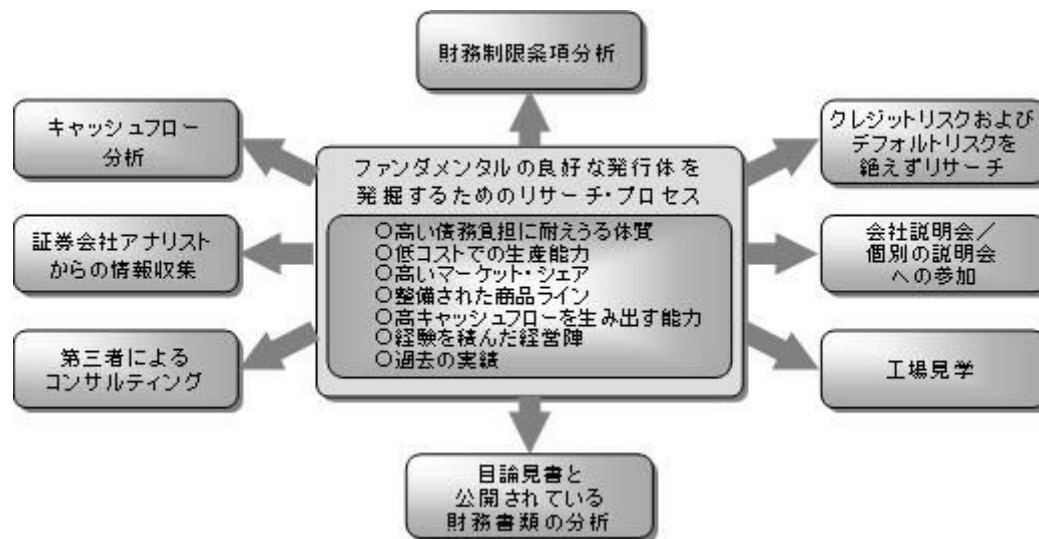 財務制限条項分析
キャッシュフロー
分析
クレジットリスクおよび
デフォルトリスクを
絶えずリサーチ
ファンダメンタルの良好な発行体を
発掘するためのリサーチ・プロセス
○高い債務負担に耐えうる体質
○低コストでの生産能力
○高いマーケット・シェア
○整備された商品ライン
○高キャッシュフローを生み出す能力
○経験を積んだ経営陣
○過去の実績
証券会社アナリスト
からの情報収集
会社説明会／
個別の説明会
への参加
第三者による
コンサルティング
工場見学
目論見書と
公開されている
財務書類の分析